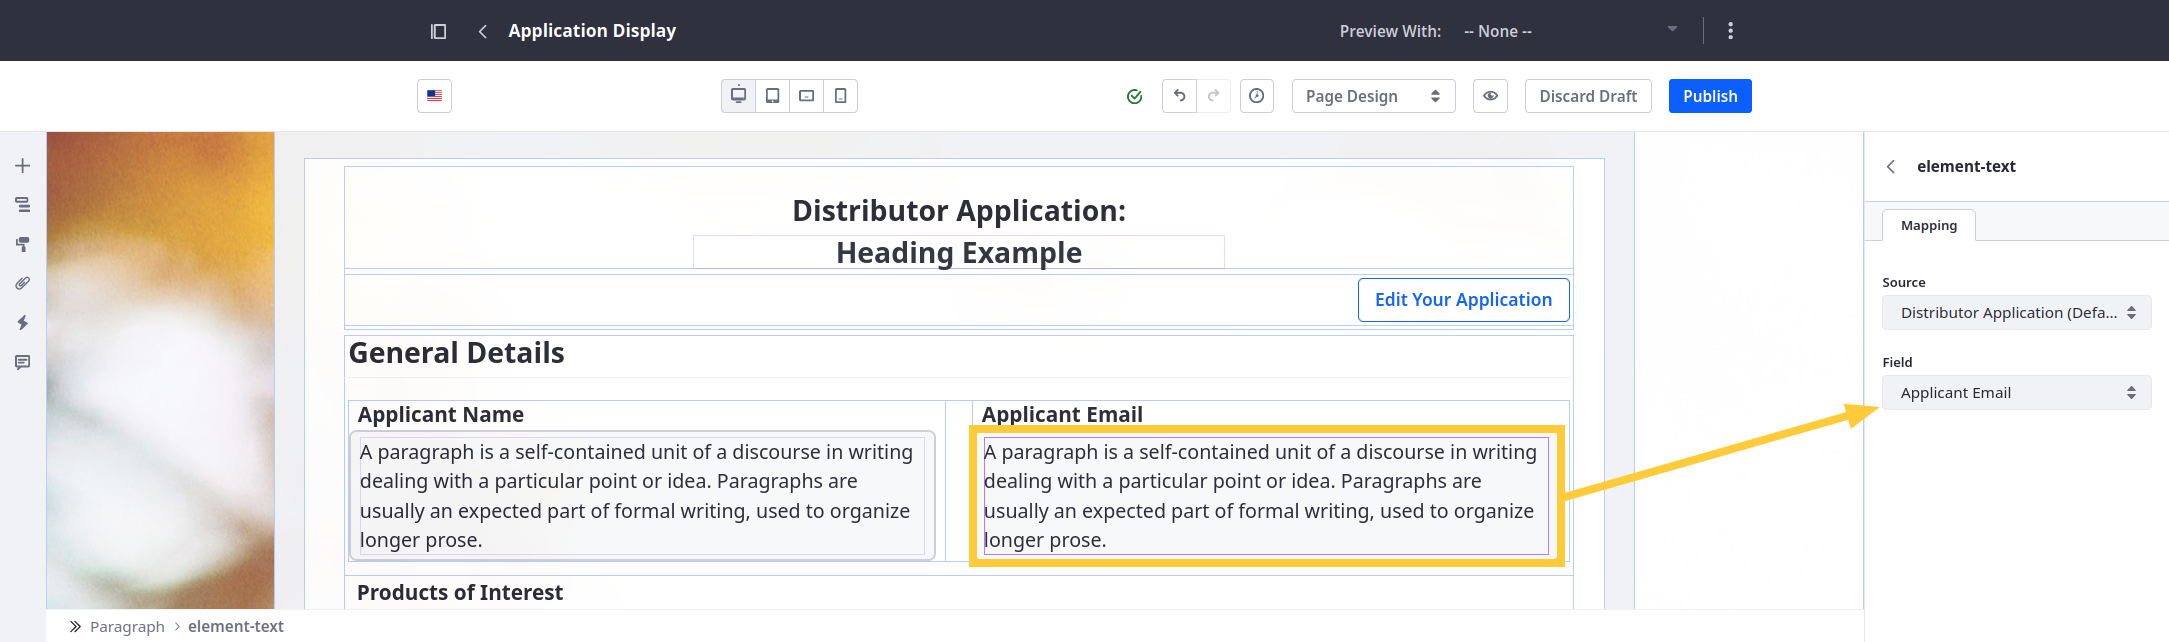 Application Display
Preview With: -- None --
Page Design
Discard Draft
Publish
element-text
Mapping
Source
Distributor Application (Defa...
Field
Applicant Email
Distributor Application:
Heading Example
Edit Your Application
General Details
Applicant Name
A paragraph is a self-contained unit of a discourse in writing
dealing with a particular point or idea. Paragraphs are
usually an expected part of formal writing, used to organize
longer prose.
Applicant Email
A paragraph is a self-contained unit of a discourse in writing
dealing with a particular point or idea. Paragraphs are
usually an expected part of formal writing, used to organize
longer prose.
Products of Interest
Paragraph > element-text